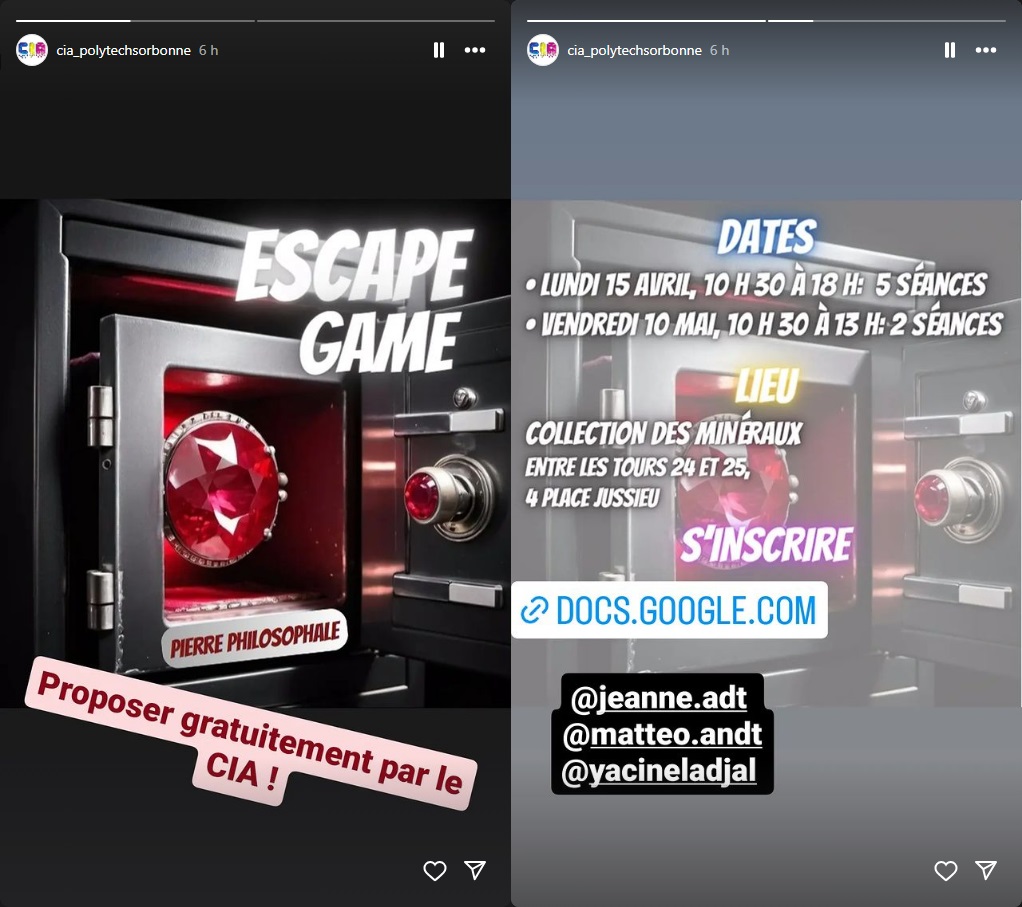 cia_polytechsorbonne 6 h
ESCAPE
GAME
PIERRE PHILOSOPHALE
Proposer gratuitement par le
CIA !
cia_polytechsorbonne 6 h
DATES
• LUNDI 15 AVRIL, 10 H 30 À 18 H: 5 SÉANCES
• VENDREDI 10 MAI, 10 H 30 À 13 H: 2 SÉANCES
LIEU
COLLECTION DES MINÉRAUX
ENTRE LES TOURS 24 ET 25,
4 PLACE JUSSIEU
S'INSCRIRE
DOCS.GOOGLE.COM
@jeanne.adt
@matteo.andt
@yacineladjal